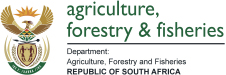 agriculture,
forestry & fisheries
Department:
Agriculture, Forestry and Fisheries
REPUBLIC OF SOUTH AFRICA